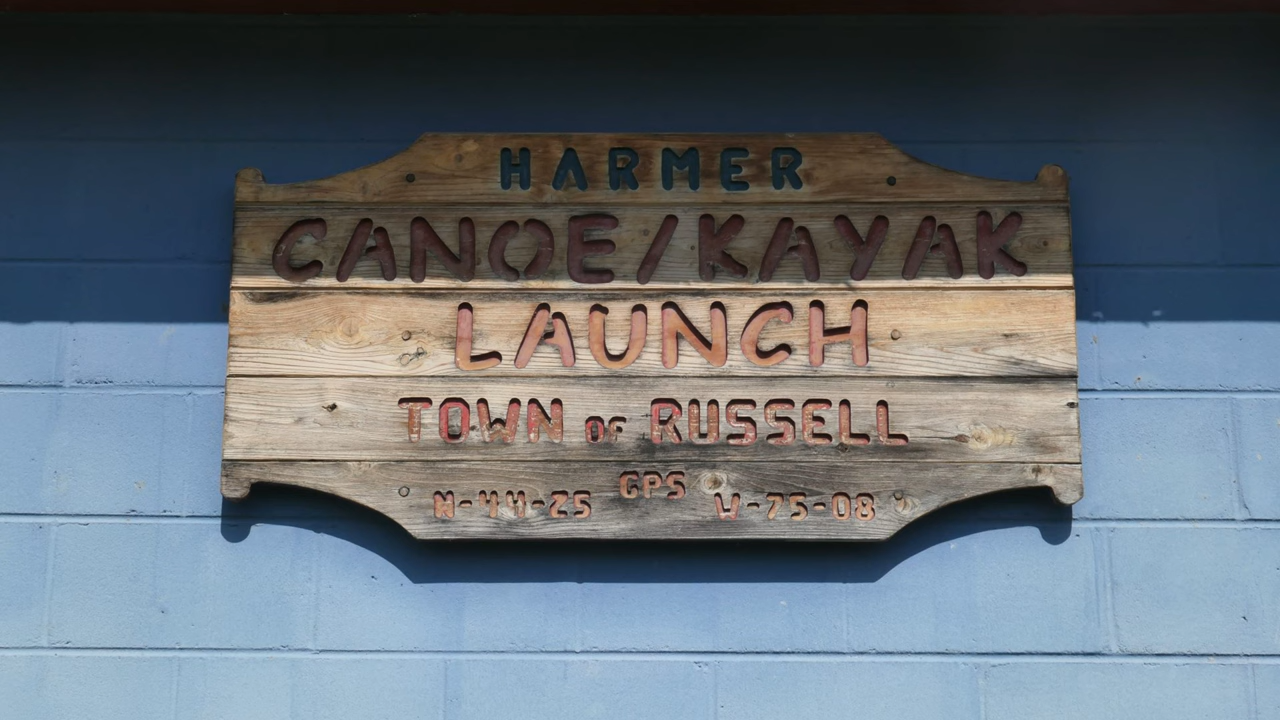 HARMER
CANOE/KAYAK
LAUNCH
TOWN OF RUSSELL
GPS
N-44-25 W-75-08